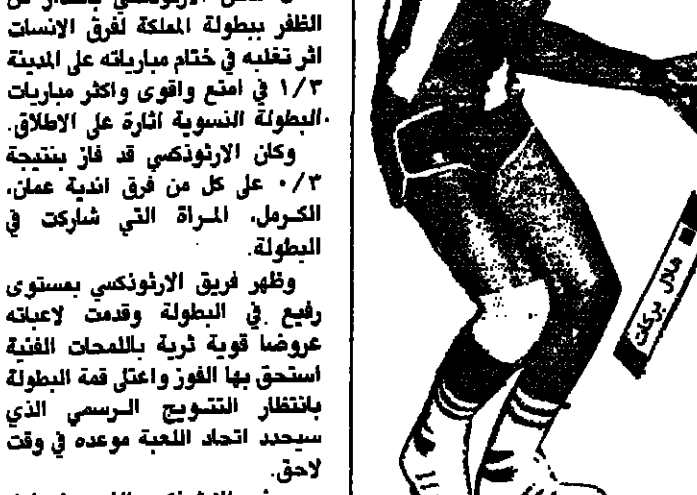 الارثوذكسي
الظفر ببطولة المملكة لفرق الانسات
اثر تغلبه في ختام مبارياته على المدينة
١/٣ في امتع واقوى واكثر مباريات
البطولة النسوية اثارة على الاطلاق.
وكان الارثوذكسي قد فاز بنتيجة
٠/٣ على كل من فرق اندية عمان،
الكرمل، المراة التي شاركت في
البطولة.
وظهر فريق الارثوذكسي بمستوى
رفيع في البطولة وقدمت لاعباته
عروضا قوية ثرية باللمحات الفنية
أستحق بها الفوز واعتلى قمة البطولة
بانتظار التتويج الرسمي الذي
سيحدد اتحاد اللعبة موعده في وقت
لاحق.
هلال بركات